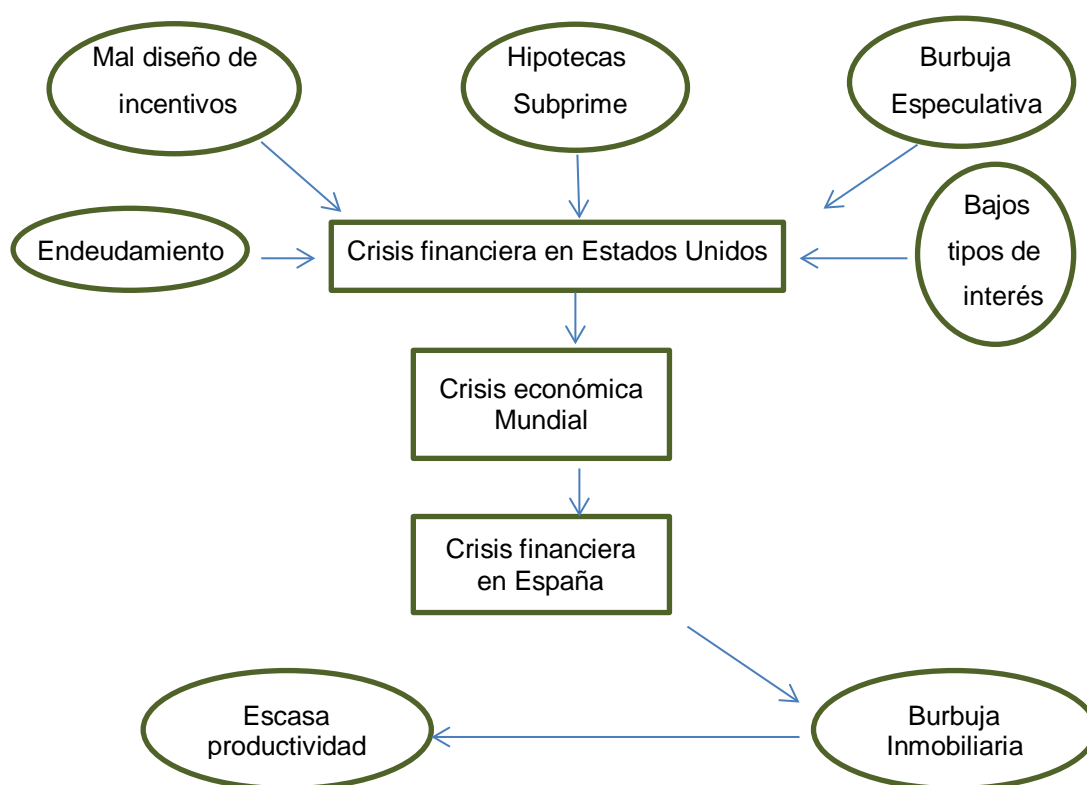 Mal diseño de
incentivos
Hipotecas
Subprime
Burbuja
Especulativa
Endeudamiento
Crisis financiera en Estados Unidos
Bajos
tipos de
interés
Crisis económica
Mundial
Crisis financiera
en España
Escasa
productividad
Burbuja
Inmobiliaria